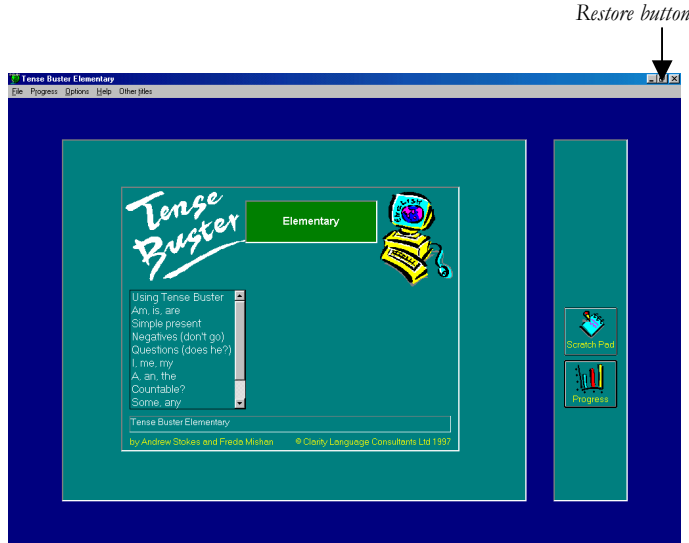 Restore button
Tense Buster Elementary
File Progress Options Help Other titles
Tense
Buster
Elementary
ENGLISH
Using Tense Buster
Am, is, are
Simple present
Negatives (don't go)
Questions (does he?)
I, me, my
A, an, the
Countable?
Some, any
Scratch Pad
Progress
Tense Buster Elementary
by Andrew Stokes and Freda Mishan © Clarity Language Consultants Ltd 1997